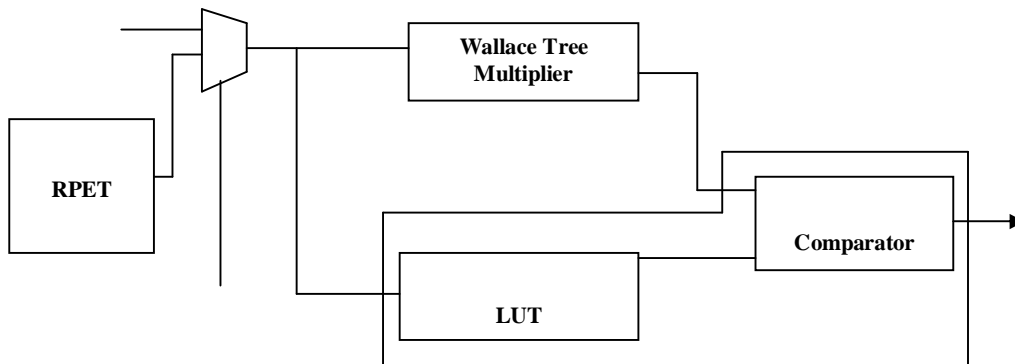 Wallace Tree
Multiplier
RPET
Comparator
LUT